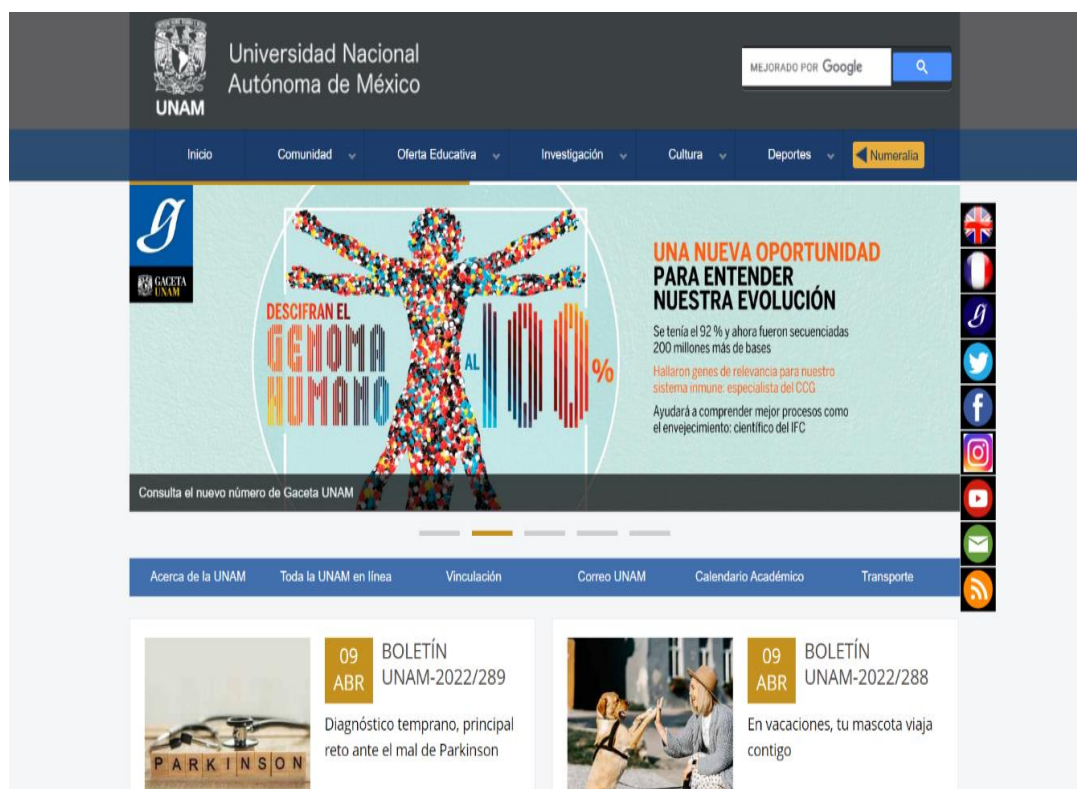 UNAM
Universidad Nacional
Autónoma de México
MEJORADO POR Google
Inicio
Comunidad
Oferta Educativa
Investigación
Cultura
Deportes
Numeralia
g
GACETA
UNAM
DESCIFRAN EL
GENOMA
HUMANO
AL
100
%
UNA NUEVA OPORTUNIDAD
PARA ENTENDER
NUESTRA EVOLUCIÓN
Se tenía el 92 % y ahora fueron secuenciadas
200 millones más de bases
Hallaron genes de relevancia para nuestro
sistema inmune: especialista del CCG
Ayudará a comprender mejor procesos como
el envejecimiento: científico del IFC
Consulta el nuevo número de Gaceta UNAM
g
f
Acerca de la UNAM
Toda la UNAM en línea
Vinculación
Correo UNAM
Calendario Académico
Transporte
PARKINSON
09
ABR
BOLETÍN
UNAM-2022/289
Diagnóstico temprano, principal
reto ante el mal de Parkinson
09
ABR
BOLETÍN
UNAM-2022/288
En vacaciones, tu mascota viaja
contigo